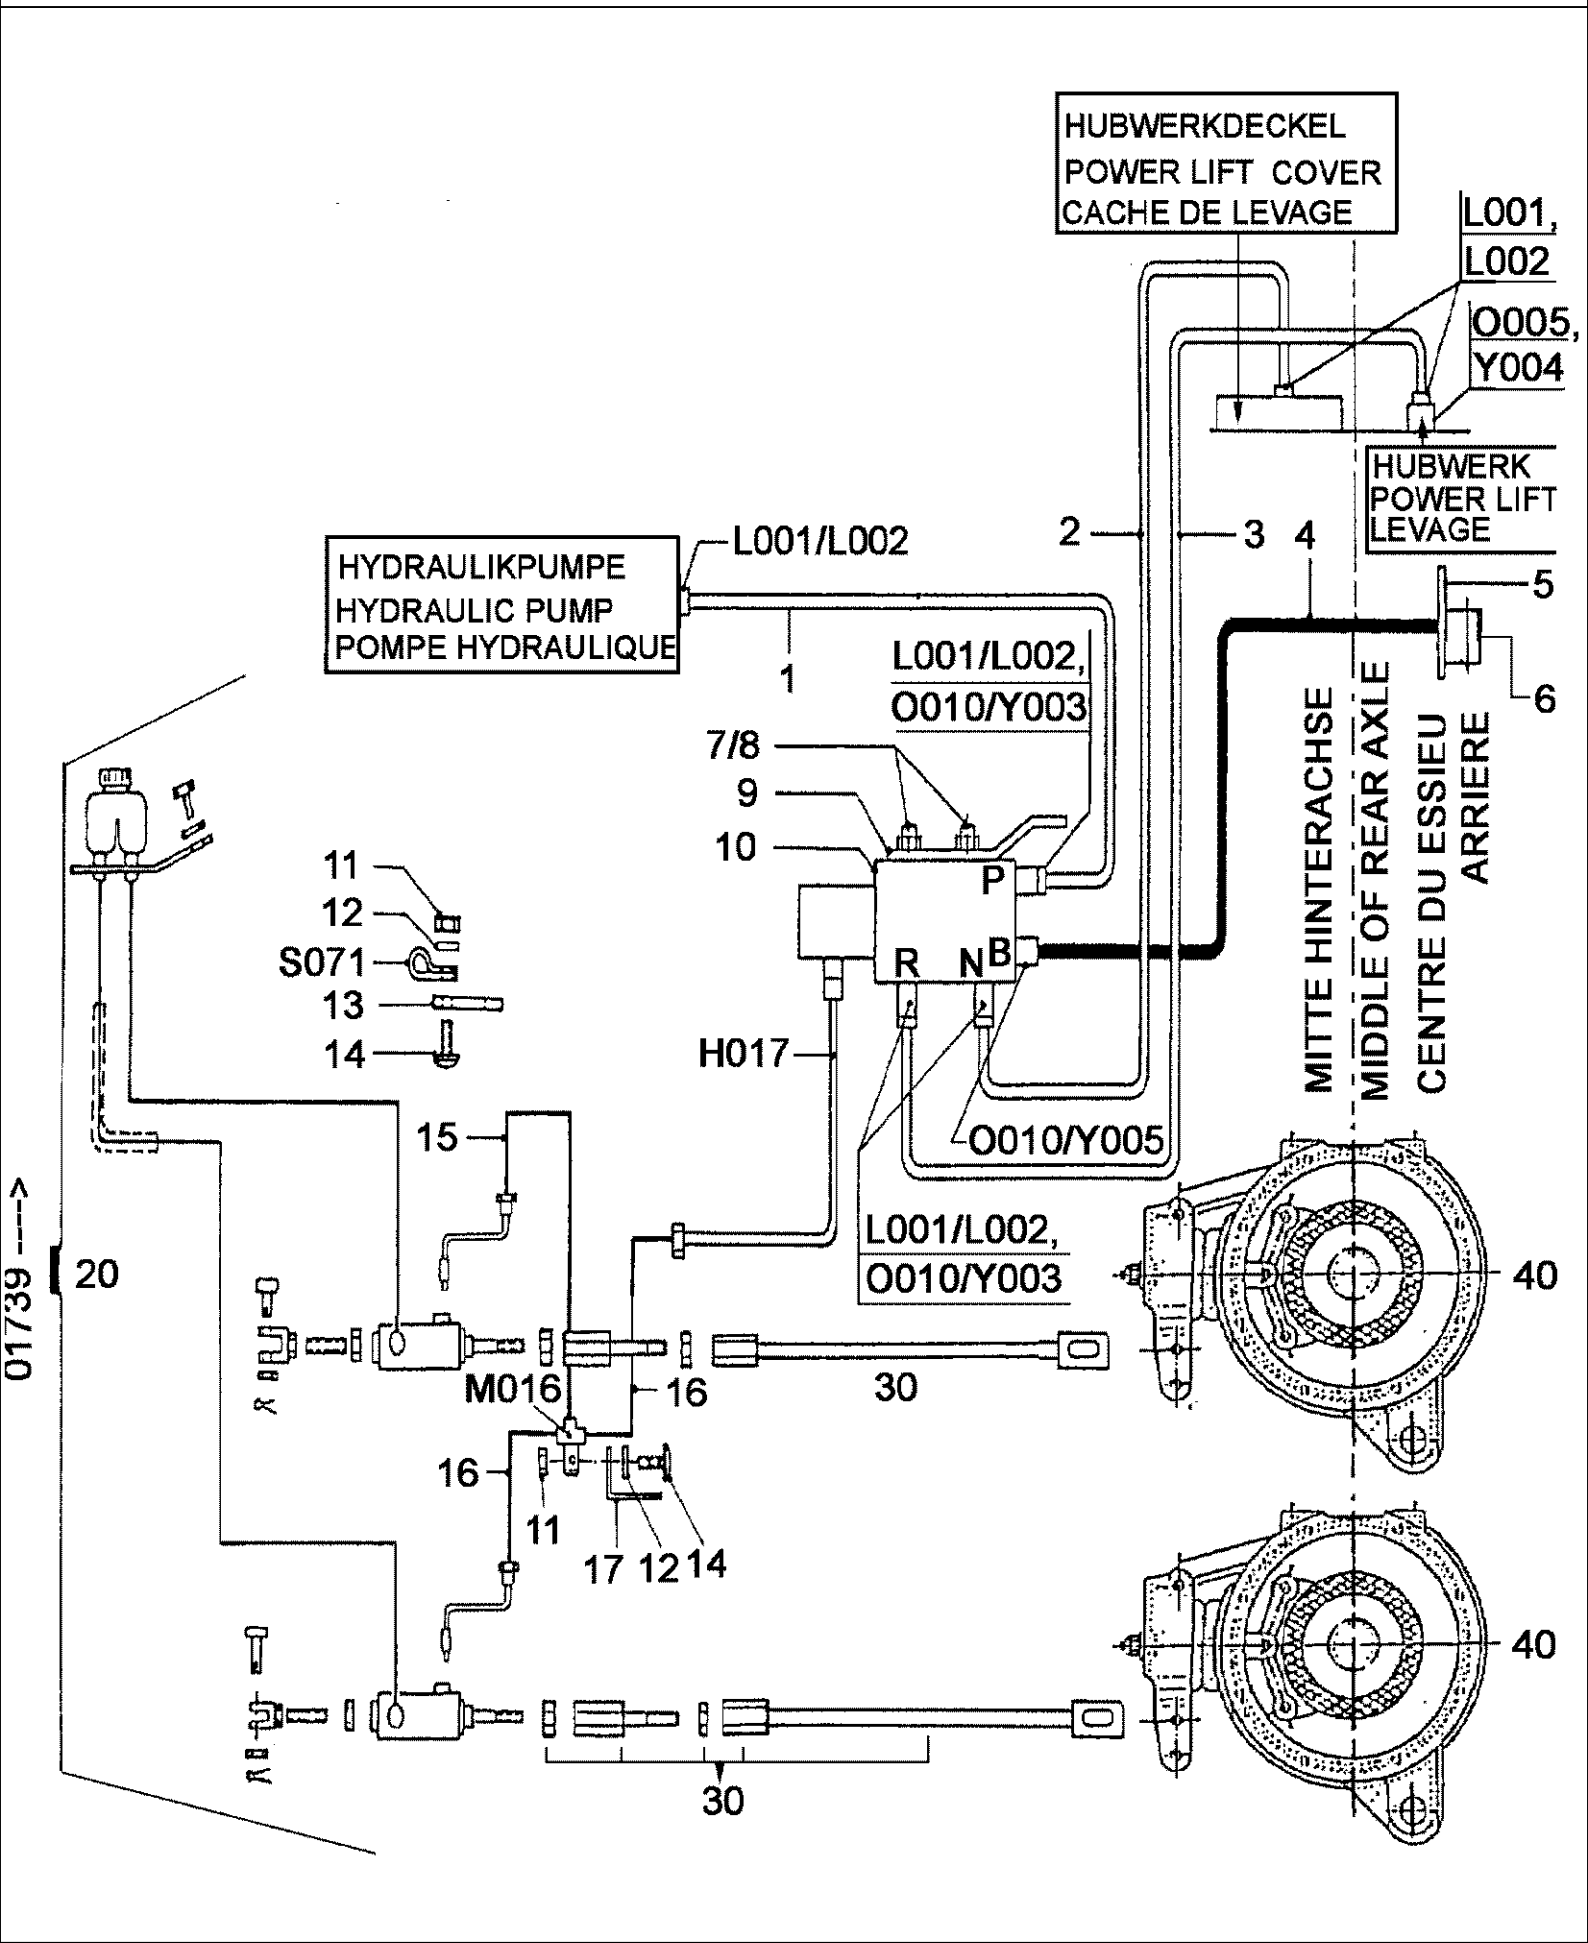 HUBWERKDECKEL
POWER LIFT COVER
CACHE DE LEVAGE
L001,
L002
O005,
Y004
HUBWERK
POWER LIFT
LEVAGE
2
3
4
5
6
HYDRAULIKPUMPE
HYDRAULIC PUMP
POMPE HYDRAULIQUE
L001/L002
1
L001/L002,
O010/Y003
7/8
9
10
P
B
R
N
H017
O010/Y005
L001/L002,
O010/Y003
MITTE HINTERACHSE
MIDDLE OF REAR AXLE
CENTRE DU ESSIEU
ARRIERE
11
12
S071
13
14
15
01739 ---->
20
M016
16
30
40
16
11
17
12
14
40
30